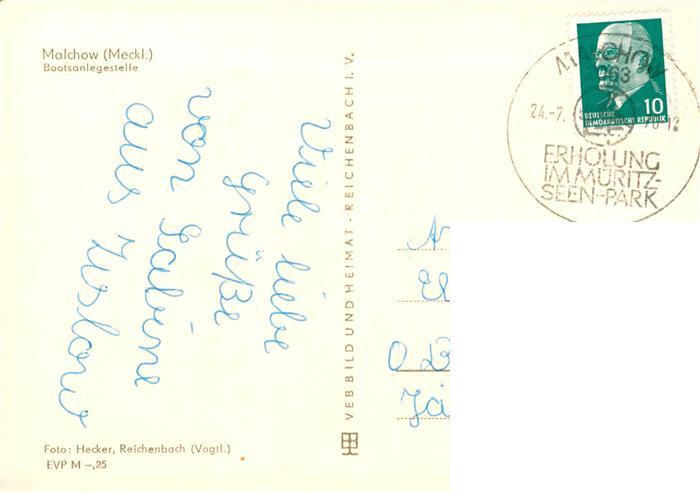 Malchow (Meckl.)
Bootsanlegestelle
Viele liebe
Grüße
von Sabine
aus
Foto: Hecker, Reichenbach (Vogtl.)
EVP M –,25
VEB BILD UND HEIMAT · REICHENBACH I. V.
MALCHOW
263
24.-7.
ERHOLUNG
IM MÜRITZ-
SEEN-PARK
10
DEUTSCHE
DEMOKRATISCHE REPUBLIK